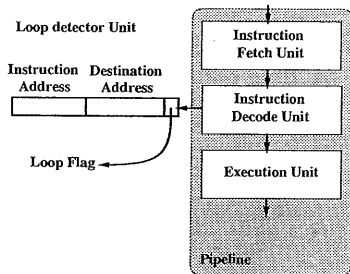 Loop detector Unit
Instruction
Address
Destination
Address
Loop Flag
Instruction
Fetch Unit
Instruction
Decode Unit
Execution Unit
Pipeline